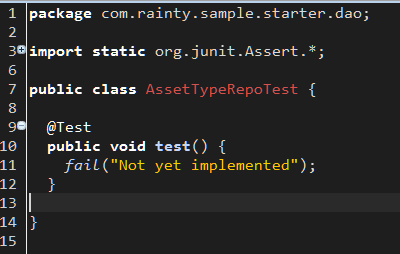 1 package com.rainty.sample.starter.dao;
2
3 import static org.junit.Assert.*;
6
7 public class AssetTypeRepoTest {
8
9 @Test
10 public void test() {
11 fail("Not yet implemented");
12 }
13
14 }
15